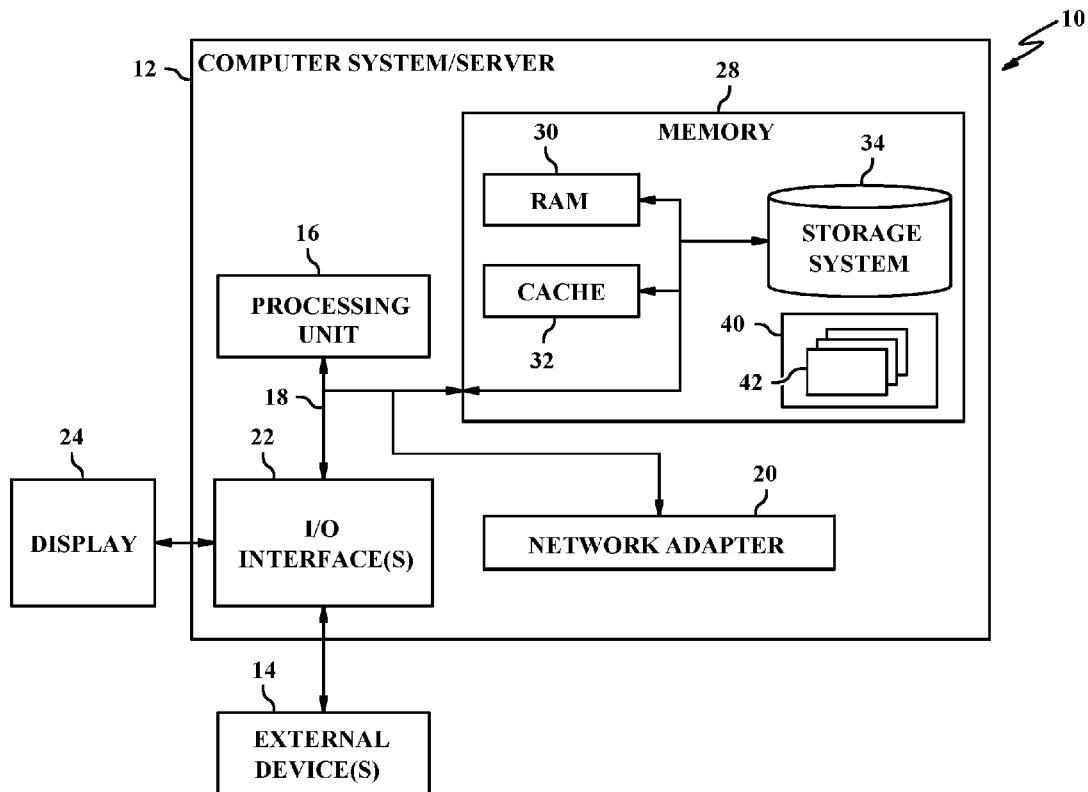 10
12
COMPUTER SYSTEM/SERVER
28
MEMORY
30
RAM
34
STORAGE
SYSTEM
16
PROCESSING
UNIT
CACHE
32
40
42
18
24
DISPLAY
22
I/O
INTERFACE(S)
20
NETWORK ADAPTER
14
EXTERNAL
DEVICE(S)